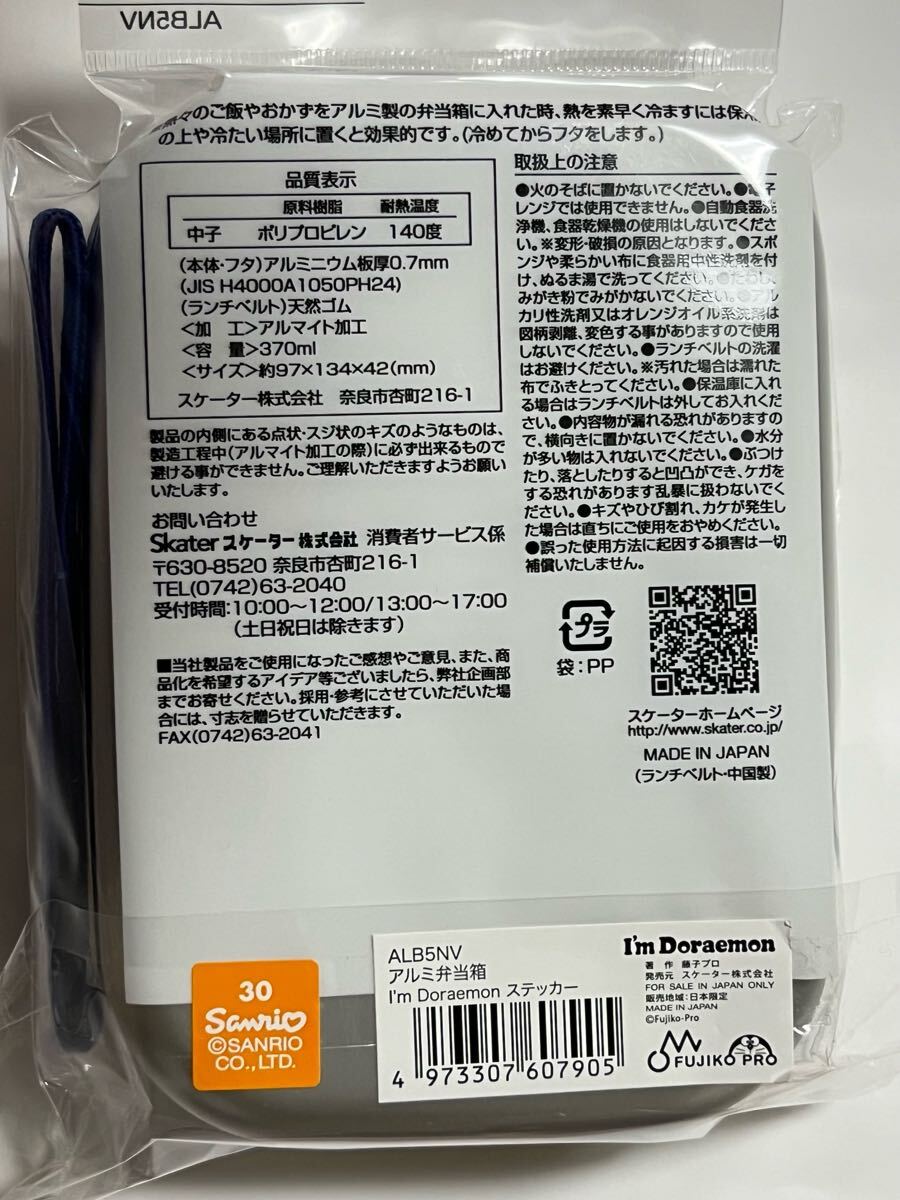 ALB5NV
のご飯やおかずをアルミ製の弁当箱に入れた時、熱を素早く冷ますには保冷
の上や冷たい場所に置くと効果的です。(冷めてからフタをします。)
品質表示
原料樹脂 耐熱温度
中子 ポリプロピレン 140度
(本体・フタ)アルミニウム板厚0.7mm
(JIS H4000A1050PH24)
(ランチベルト)天然ゴム
<加 工>アルマイト加工
<容 量>370ml
<サイズ>約97×134×42(mm)
スケーター株式会社 奈良市杏町216-1
製品の内側にある点状・スジ状のキズのようなものは、
製造工程中(アルマイト加工の際)に必ず出来るもので
避ける事ができません。ご理解いただきますようお願い
いたします。
お問い合わせ
Skater スケーター株式会社 消費者サービス係
〒630-8520 奈良市杏町216-1
TEL(0742)63-2040
受付時間:10:00~12:00/13:00~17:00
(土日祝日は除きます)
■当社製品をご使用になったご感想やご意見、また、商
品化を希望するアイデア等ございましたら、弊社企画部
までお寄せください。採用・参考にさせていただいた場
合には、寸志を贈らせていただきます。
FAX(0742)63-2041
取扱上の注意
●火のそばに置かないでください。●電子
レンジでは使用できません。●自動食器洗
浄機、食器乾燥機の使用はしないでくださ
い。※変形・破損の原因となります。●スポ
ンジや柔らかい布に食器用中性洗剤を付
け、ぬるま湯で洗ってください。●たわし、
みがき粉でみがかないでください。●アル
カリ性洗剤又はオレンジオイル系洗剤は
図柄剥離、変色する事がありますので使用
しないでください。●ランチベルトの洗濯
はお避けください。※汚れた場合は濡れた
布でふきとってください。●保温庫に入れ
る場合はランチベルトは外してお入れくだ
さい。●内容物が漏れる恐れがありますの
で、横向きに置かないでください。●水分
が多い物は入れないでください。●ぶつけ
たり、落としたりすると凹凸ができ、ケガを
する恐れがあります乱暴に扱わないでく
ださい。●キズやひび割れ、カケが発生し
た場合は直ちにご使用をおやめください。
●誤った使用方法に起因する損害は一切
補償いたしません。
プラ
袋:PP
スケーターホームページ
http://www.skater.co.jp/
MADE IN JAPAN
(ランチベルト・中国製)
30
Sanrio
©SANRIO
CO.,LTD.
ALB5NV
アルミ弁当箱
I'm Doraemon ステッカー
4 973307 607905
I'm Doraemon
著 作 藤子プロ
発売元 スケーター株式会社
FOR SALE IN JAPAN ONLY
販売地域:日本限定
MADE IN JAPAN
©Fujiko-Pro
FUJIKO PRO